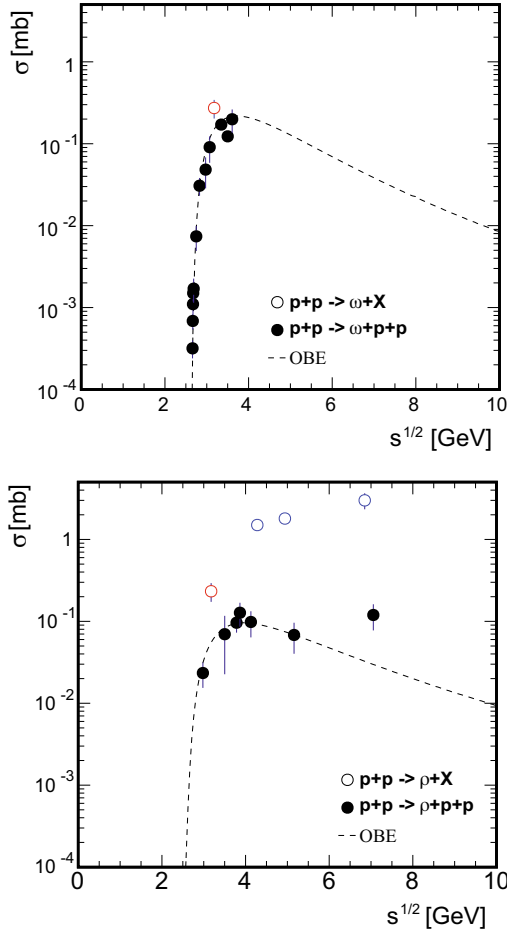 σ [mb]
1
10⁻¹
10⁻²
10⁻³
10⁻⁴
p+p -> ω+X
p+p -> ω+p+p
OBE
0 2 4 6 8 10
s^{1/2} [GeV]
σ [mb]
1
10⁻¹
10⁻²
10⁻³
10⁻⁴
p+p -> ρ+X
p+p -> ρ+p+p
OBE
0 2 4 6 8 10
s^{1/2} [GeV]